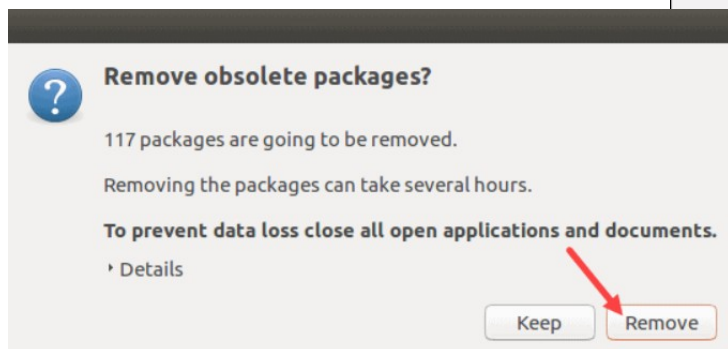 Remove obsolete packages?
117 packages are going to be removed.
Removing the packages can take several hours.
To prevent data loss close all open applications and documents.
Details
Keep Remove